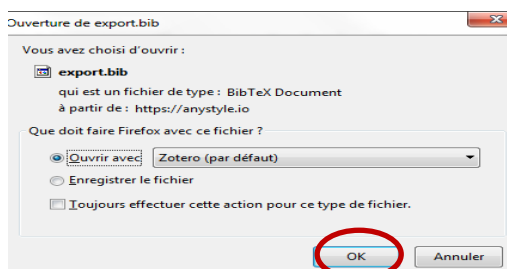 Ouverture de export.bib
Vous avez choisi d'ouvrir :
export.bib
qui est un fichier de type : BibTeX Document
à partir de : https://anystyle.io
Que doit faire Firefox avec ce fichier ?
Ouvrir avec Zotero (par défaut)
Enregistrer le fichier
Toujours effectuer cette action pour ce type de fichier.
OK Annuler